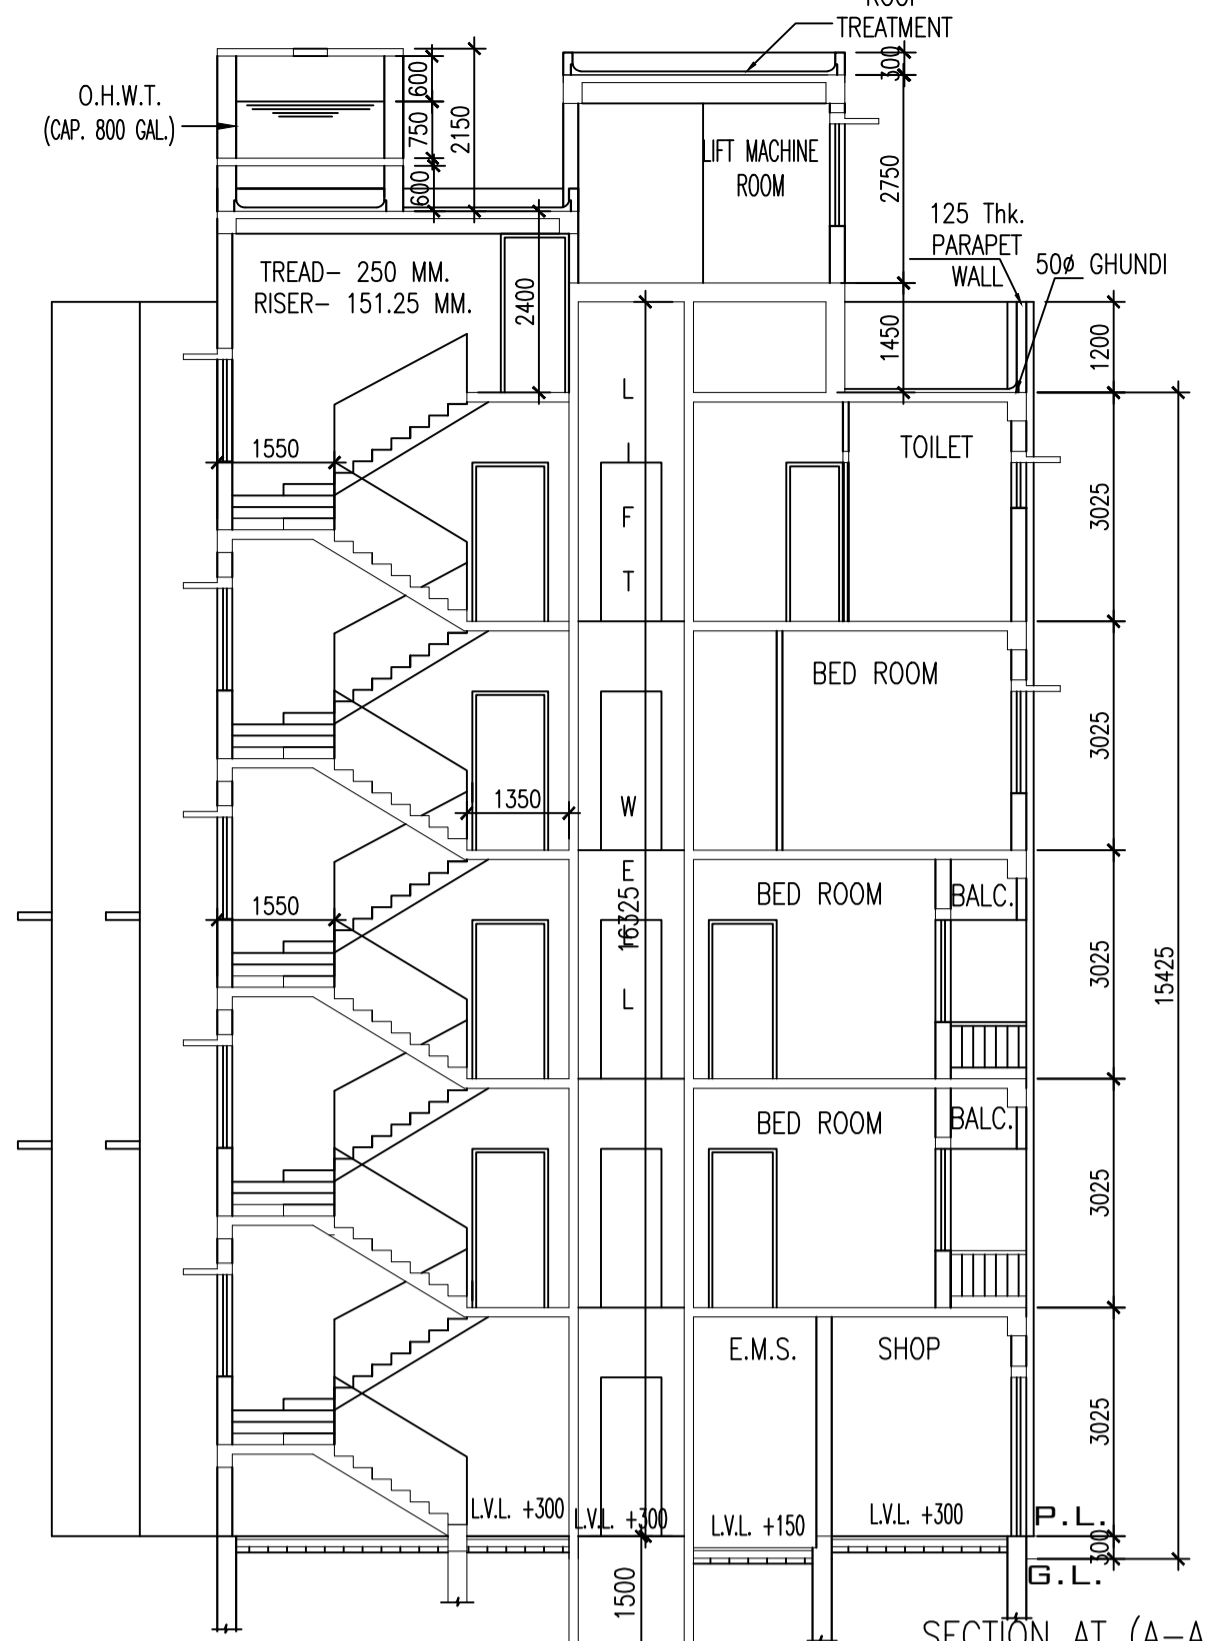 ROOF
TREATMENT
O.H.W.T.
(CAP. 800 GAL.)
600
750
600
2150
300
2750
1450
LIFT MACHINE
ROOM
125 Thk.
PARAPET
WALL
50ø GHUNDI
TREAD- 250 MM.
RISER- 151.25 MM.
2400
1200
L
I
F
T
TOILET
1550
3025
BED ROOM
3025
1350
W
E
L
L
16325
BED ROOM
BALC.
1550
3025
15425
BED ROOM
BALC.
3025
E.M.S.
SHOP
3025
L.V.L. +300
L.V.L. +300
L.V.L. +150
L.V.L. +300
P.L.
300
G.L.
1500
SECTION AT (A-A